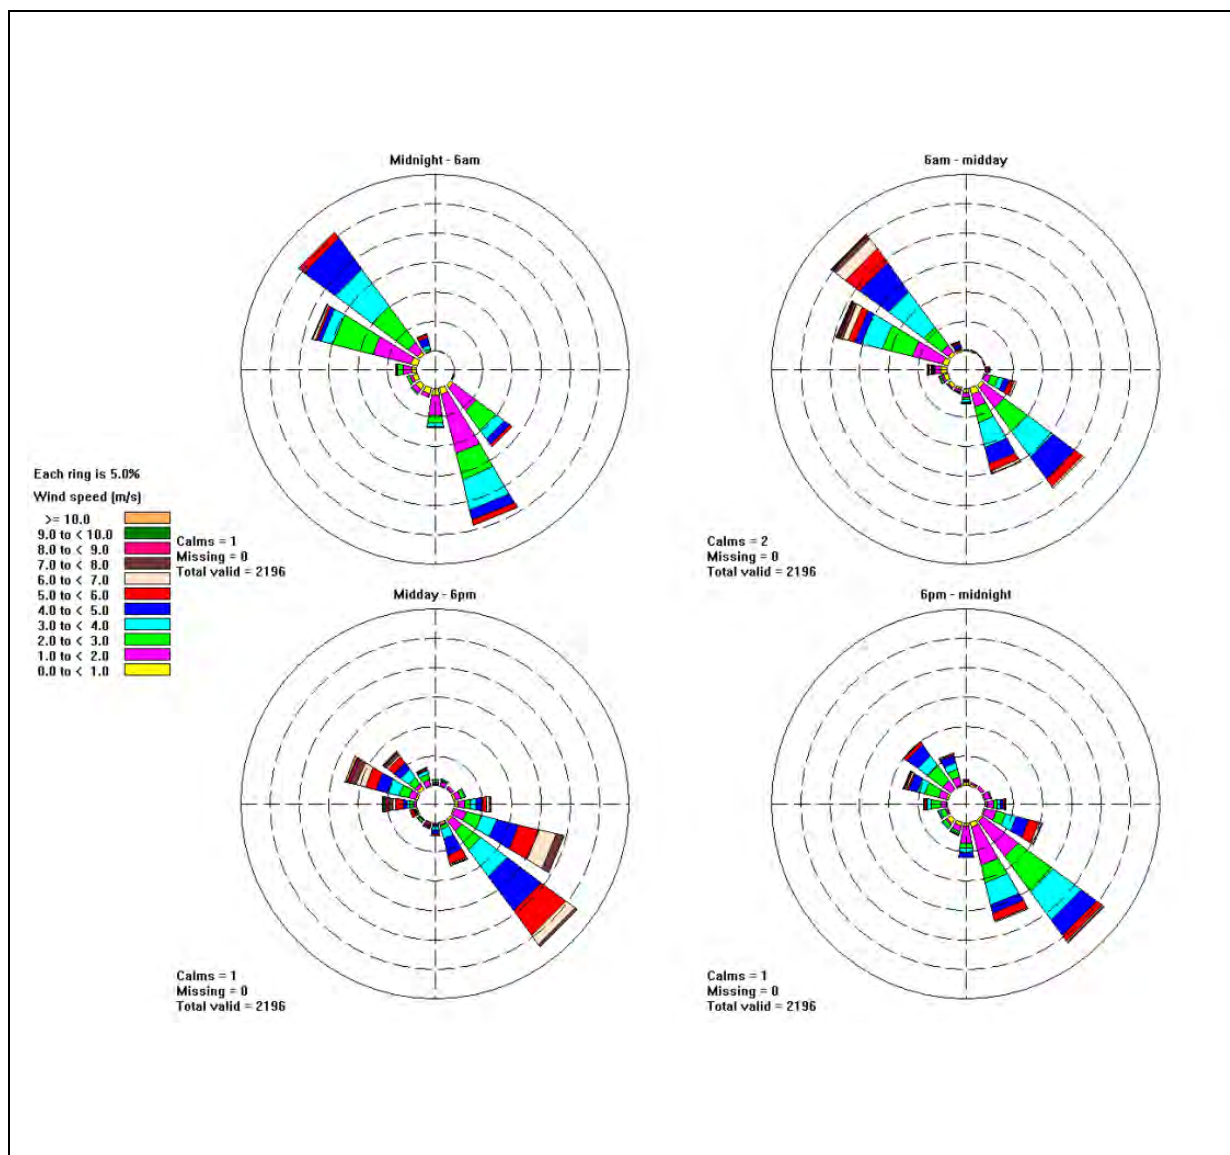 Midnight - 6am
6am - midday
Each ring is 5.0%
Wind speed (m/s)
>= 10.0
9.0 to < 10.0
8.0 to < 9.0
7.0 to < 8.0
6.0 to < 7.0
5.0 to < 6.0
4.0 to < 5.0
3.0 to < 4.0
2.0 to < 3.0
1.0 to < 2.0
0.0 to < 1.0
Calms = 1
Missing = 0
Total valid = 2196
Calms = 2
Missing = 0
Total valid = 2196
Midday - 6pm
6pm - midnight
Calms = 1
Missing = 0
Total valid = 2196
Calms = 1
Missing = 0
Total valid = 2196